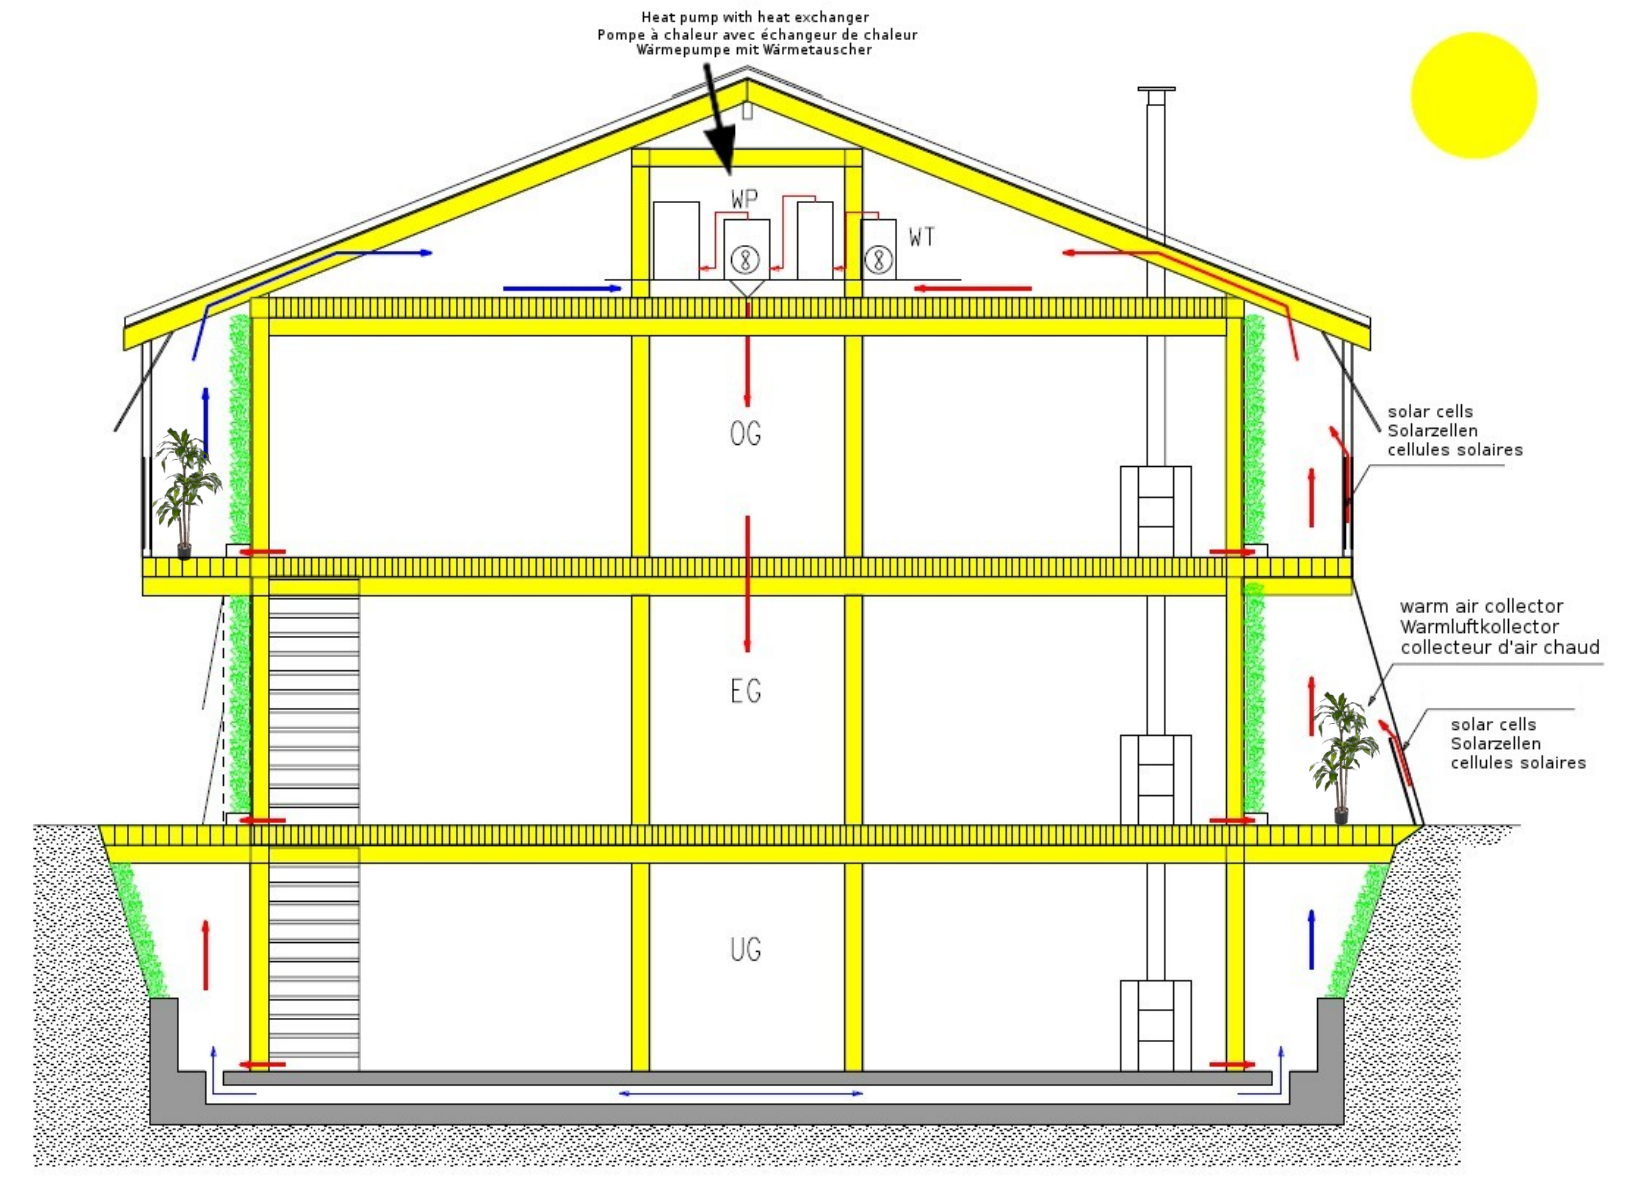 Heat pump with heat exchanger
Pompe à chaleur avec échangeur de chaleur
Wärmepumpe mit Wärmetauscher
WP
WT
OG
solar cells
Solarzellen
cellules solaires
EG
warm air collector
Warmluftkollector
collecteur d'air chaud
solar cells
Solarzellen
cellules solaires
UG